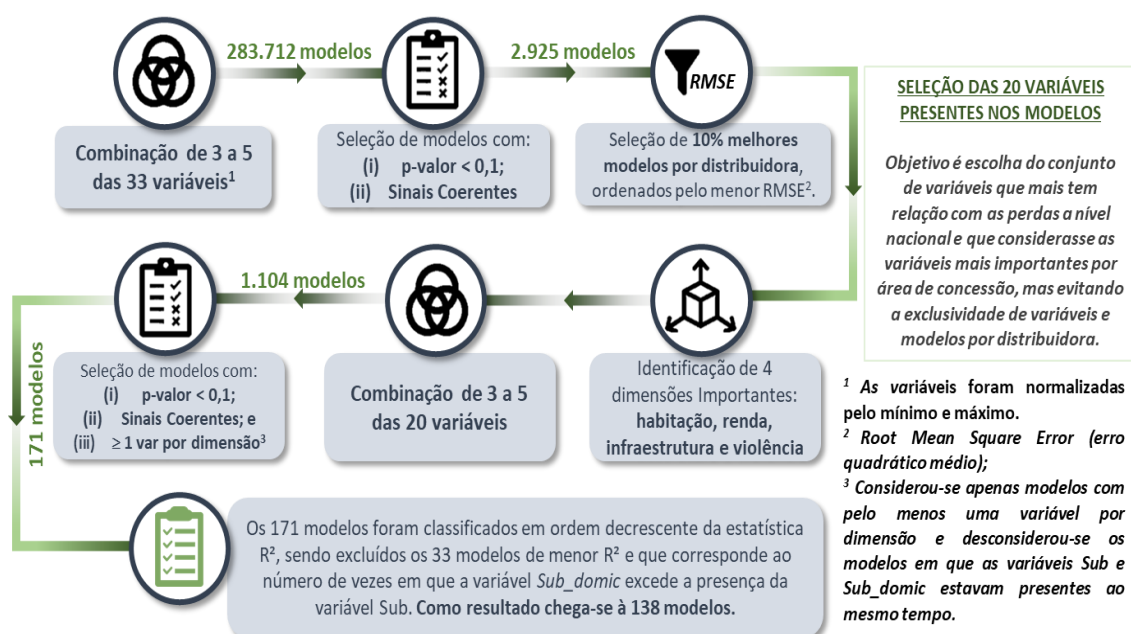 283.712 modelos
2.925 modelos
RMSE
Combinação de 3 a 5
das 33 variáveis¹
Seleção de modelos com:
(i) p-valor < 0,1;
(ii) Sinais Coerentes
Seleção de 10% melhores
modelos por distribuidora,
ordenados pelo menor RMSE².
SELEÇÃO DAS 20 VARIÁVEIS
PRESENTES NOS MODELOS
Objetivo é escolha do conjunto
de variáveis que mais tem
relação com as perdas a nível
nacional e que considerasse as
variáveis mais importantes por
área de concessão, mas evitando
a exclusividade de variáveis e
modelos por distribuidora.
1.104 modelos
Identificação de 4
dimensões Importantes:
habitação, renda,
infraestrutura e violência
Combinação de 3 a 5
das 20 variáveis
Seleção de modelos com:
(i) p-valor < 0,1;
(ii) Sinais Coerentes; e
(iii) ≥ 1 var por dimensão³
171 modelos
Os 171 modelos foram classificados em ordem decrescente da estatística
R², sendo excluídos os 33 modelos de menor R² e que corresponde ao
número de vezes em que a variável Sub_domic excede a presença da
variável Sub. Como resultado chega-se à 138 modelos.
¹ As variáveis foram normalizadas
pelo mínimo e máximo.
² Root Mean Square Error (erro
quadrático médio);
³ Considerou-se apenas modelos com
pelo menos uma variável por
dimensão e desconsiderou-se os
modelos em que as variáveis Sub e
Sub_domic estavam presentes ao
mesmo tempo.